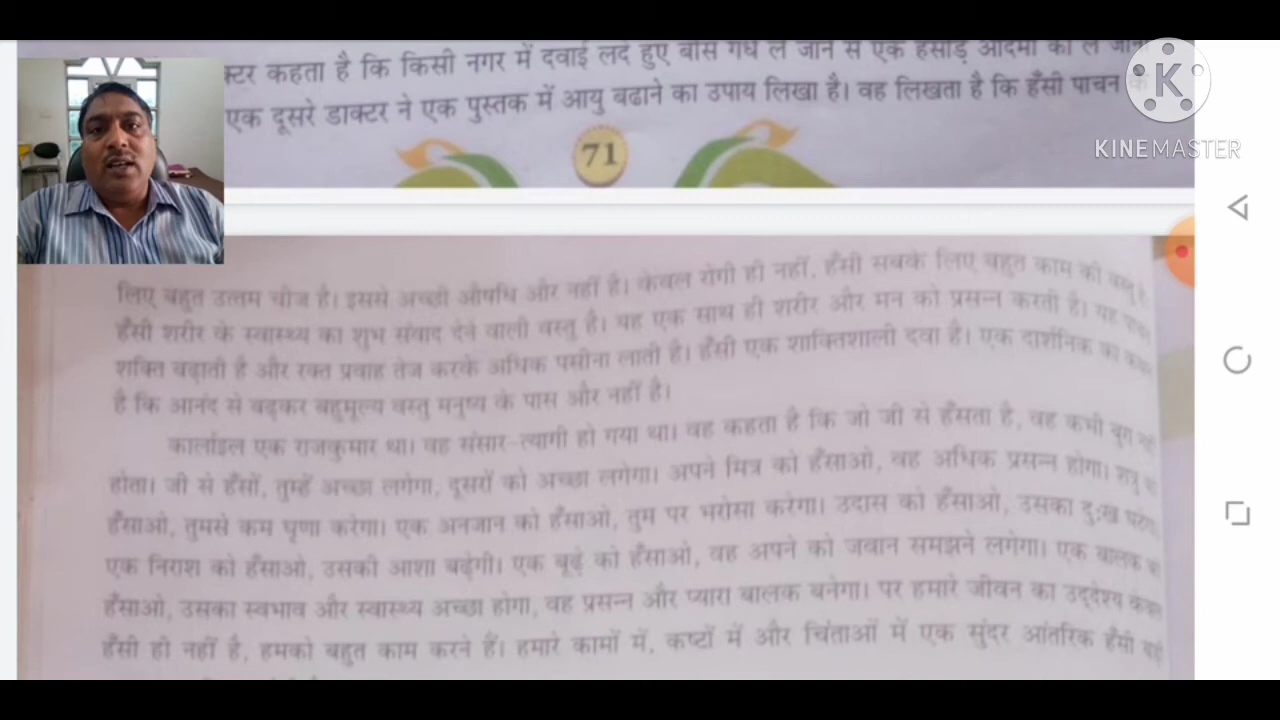 क्टर कहता है कि किसी नगर में दवाई लदे हुए बीस गधे ले जाने से एक हँसोड़ आदमी को ले जाना
एक दूसरे डाक्टर ने एक पुस्तक में आयु बढाने का उपाय लिखा है। वह लिखता है कि हँसी पाचन के
71
KINEMASTER
लिए बहुत उत्तम चीज है। इससे अच्छी औषधि और नहीं है। केवल रोगी ही नहीं, हँसी सबके लिए बहुत काम की वस्तु है
हँसी शरीर के स्वास्थ्य का शुभ संवाद देने वाली वस्तु है। यह एक साथ ही शरीर और मन को प्रसन्न करती है। यह पाचन
शक्ति बढ़ाती है और रक्त प्रवाह तेज करके अधिक पसीना लाती है। हँसी एक शाक्तिशाली दवा है। एक दार्शनिक का कथन
है कि आनंद से बढ़कर बहुमूल्य वस्तु मनुष्य के पास और नहीं है।
कार्लाइल एक राजकुमार था। वह संसार-त्यागी हो गया था। वह कहता है कि जो जी से हँसता है, वह कभी बुरा नहीं
होता। जी से हँसों, तुम्हें अच्छा लगेगा, दूसरों को अच्छा लगेगा। अपने मित्र को हँसाओ, वह अधिक प्रसन्न होगा। शत्रु को
हँसाओ, तुमसे कम घृणा करेगा। एक अनजान को हँसाओ, तुम पर भरोसा करेगा। उदास को हँसाओ, उसका दुःख घटेगा
एक निराश को हँसाओ, उसकी आशा बढ़ेगी। एक बूढ़े को हँसाओ, वह अपने को जवान समझने लगेगा। एक बालक को
हँसाओ, उसका स्वभाव और स्वास्थ्य अच्छा होगा, वह प्रसन्न और प्यारा बालक बनेगा। पर हमारे जीवन का उद्देश्य केवल
हँसी ही नहीं है, हमको बहुत काम करने हैं। हमारे कामों में, कष्टों में और चिंताओं में एक सुंदर आंतरिक हँसी बड़ी